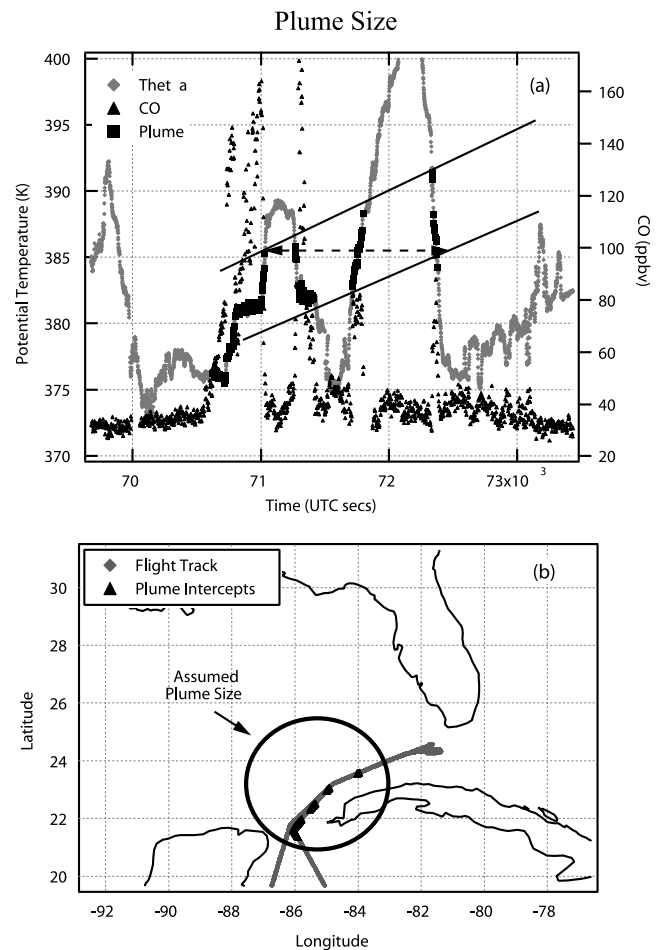 Plume Size
400
395
390
385
380
375
370
Potential Temperature (K)
Thet a
CO
Plume
(a)
160
140
120
100
80
60
40
20
CO (ppbv)
70
71
72
73x10 3
Time (UTC secs)
Flight Track
Plume Intercepts
(b)
Assumed
Plume Size
30
28
26
24
22
20
Latitude
-92
-90
-88
-86
-84
-82
-80
-78
Longitude